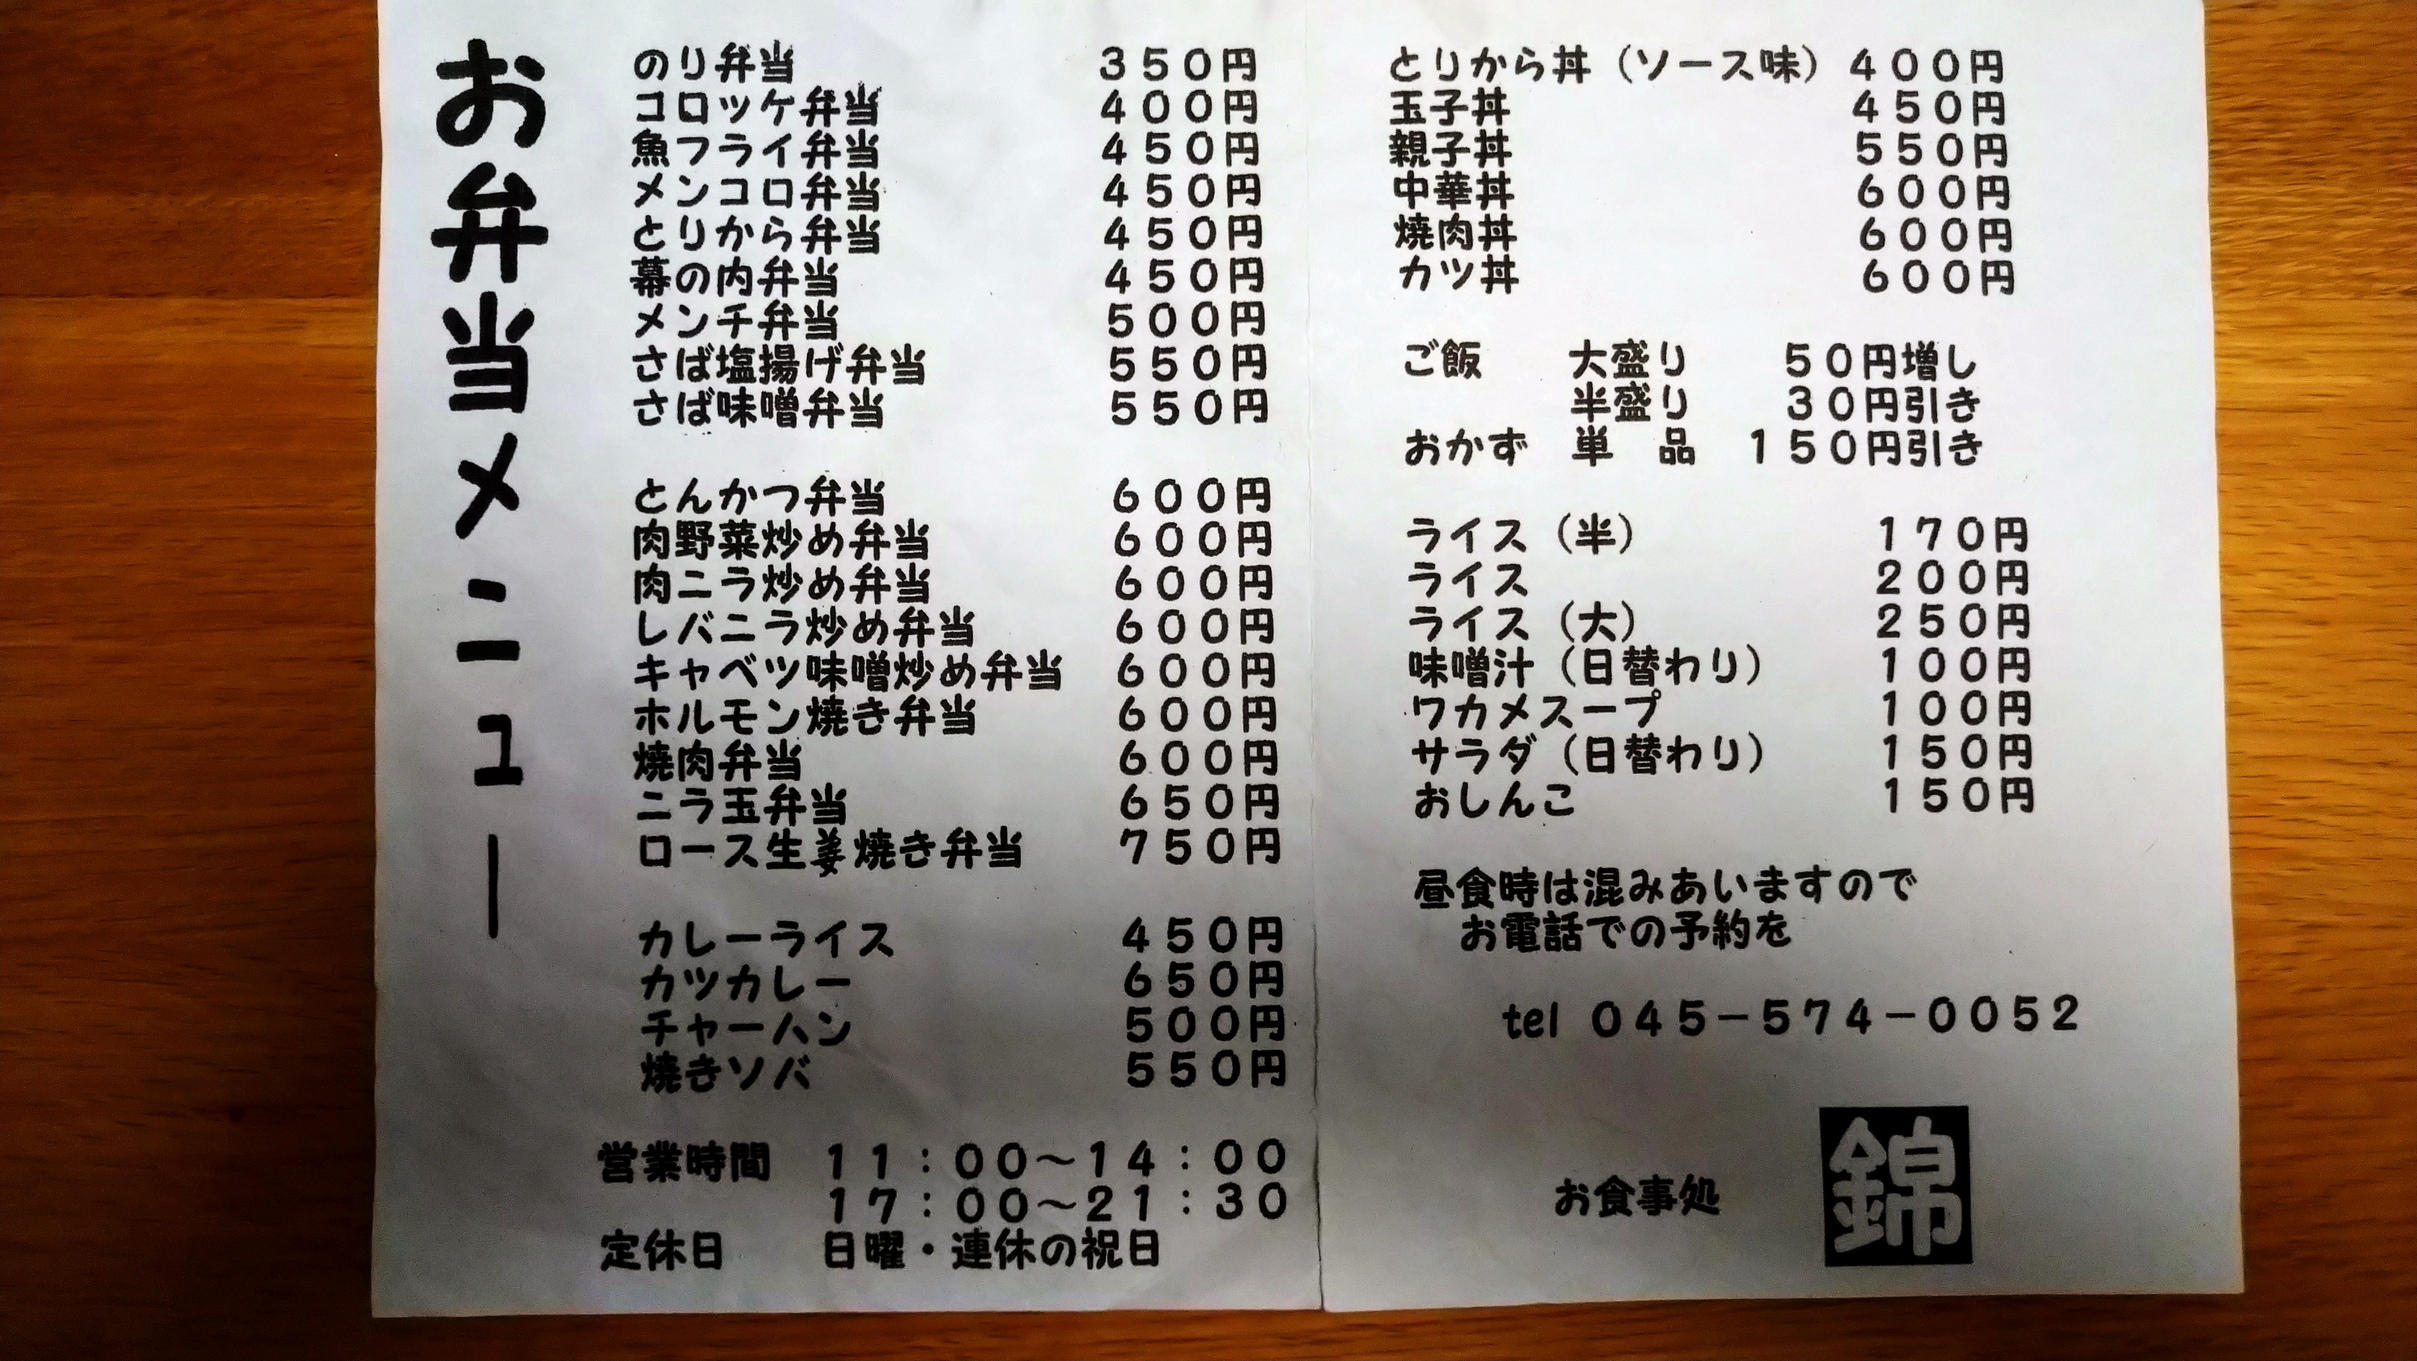 お弁当メニュー
のり弁当 350円
コロッケ弁当 400円
魚フライ弁当 450円
メンコロ弁当 450円
とりから弁当 450円
幕の内弁当 450円
メンチ弁当 500円
さば塩揚げ弁当 550円
さば味噌弁当 550円
とんかつ弁当 600円
肉野菜炒め弁当 600円
肉ニラ炒め弁当 600円
レバニラ炒め弁当 600円
キャベツ味噌炒め弁当 600円
ホルモン焼き弁当 600円
焼肉弁当 600円
ニラ玉弁当 650円
ロース生姜焼き弁当 750円
カレーライス 450円
カツカレー 650円
チャーハン 500円
焼きソバ 550円
営業時間 11:00～14:00
17:00～21:30
定休日 日曜・連休の祝日
とりから丼（ソース味） 400円
玉子丼 450円
親子丼 550円
中華丼 600円
焼肉丼 600円
カツ丼 600円
ご飯 大盛り 50円増し
半盛り 30円引き
おかず 単 品 150円引き
ライス（半） 170円
ライス 200円
ライス（大） 250円
味噌汁（日替わり） 100円
ワカメスープ 100円
サラダ（日替わり） 150円
おしんこ 150円
昼食時は混みあいますので
お電話での予約を
tel 045－574－0052
お食事処 錦